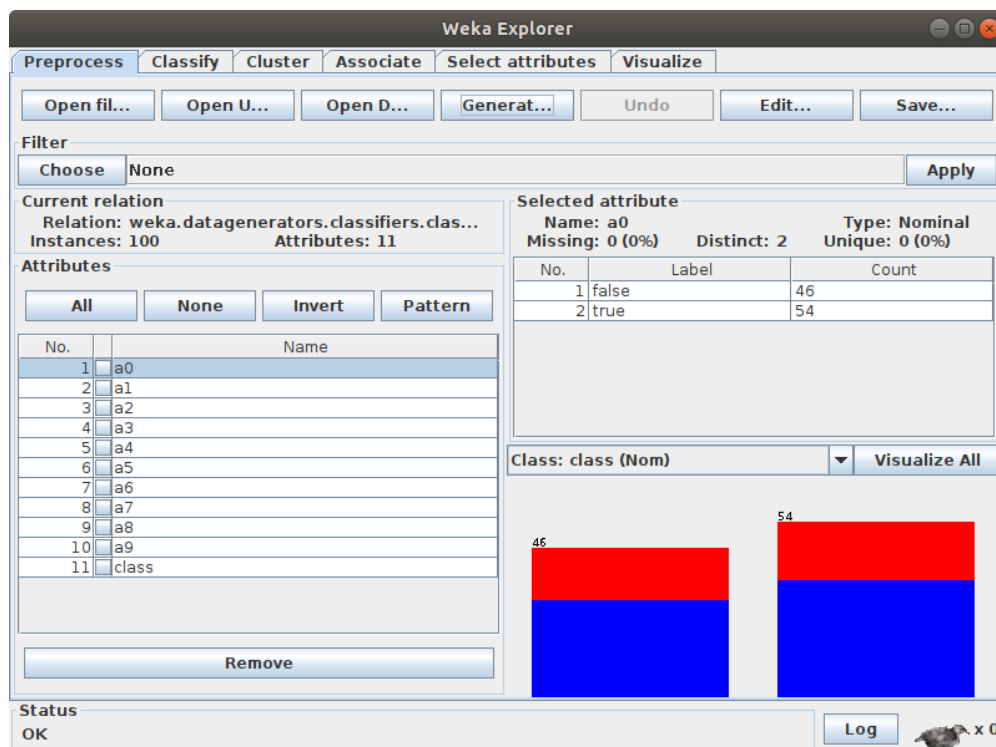 Weka Explorer
Preprocess Classify Cluster Associate Select attributes Visualize
Open fil... Open U... Open D... Generat... Undo Edit... Save...
Filter
Choose None Apply
Current relation
Relation: weka.datagenerators.classifiers.clas...
Instances: 100 Attributes: 11
Attributes
All None Invert Pattern
No. Name
1 a0
2 a1
3 a2
4 a3
5 a4
6 a5
7 a6
8 a7
9 a8
10 a9
11 class
Remove
Selected attribute
Name: a0 Type: Nominal
Missing: 0 (0%) Distinct: 2 Unique: 0 (0%)
No. Label Count
1 false 46
2 true 54
Class: class (Nom) Visualize All
46
54
Status
OK
Log x 0